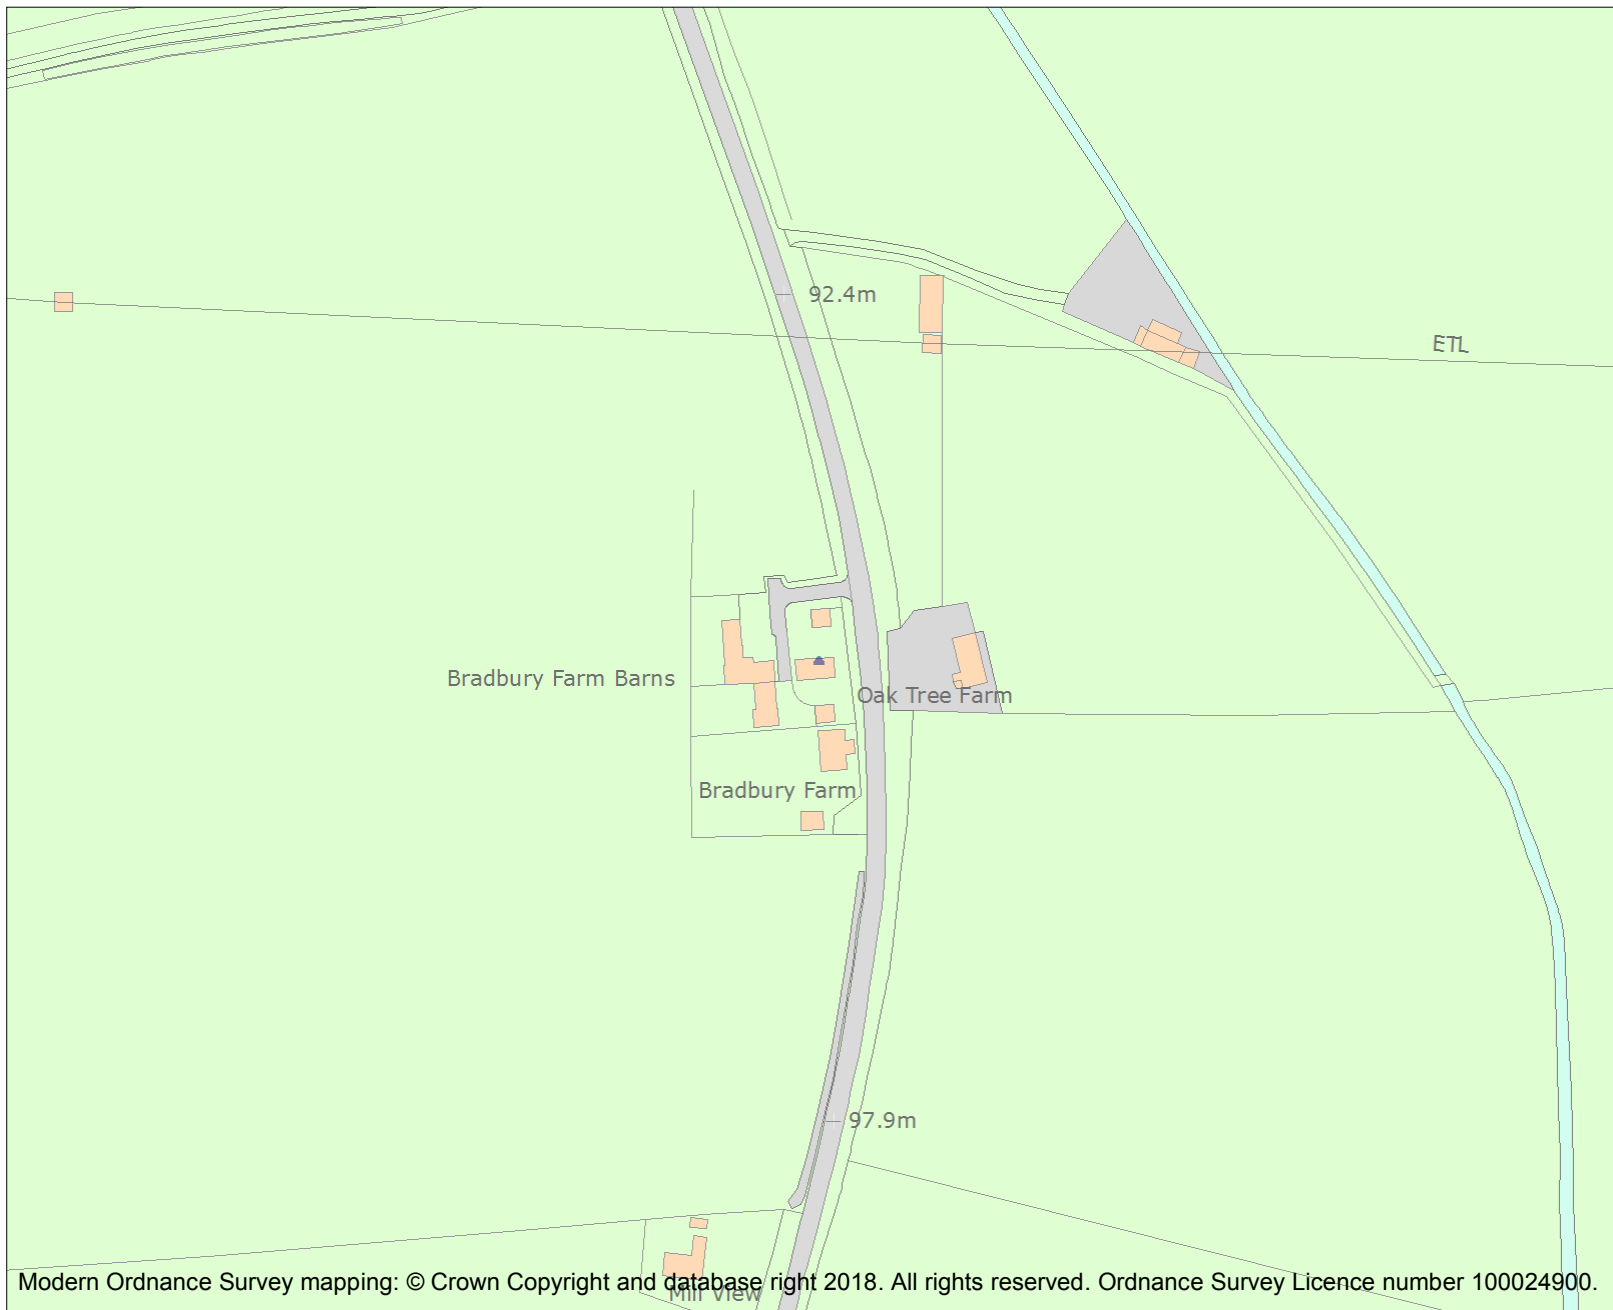 92.4m
ETL
Bradbury Farm Barns
Oak Tree Farm
Bradbury Farm
97.9m
Modern Ordnance Survey mapping: © Crown Copyright and database right 2018. All rights reserved. Ordnance Survey Licence number 100024900.
Mill View